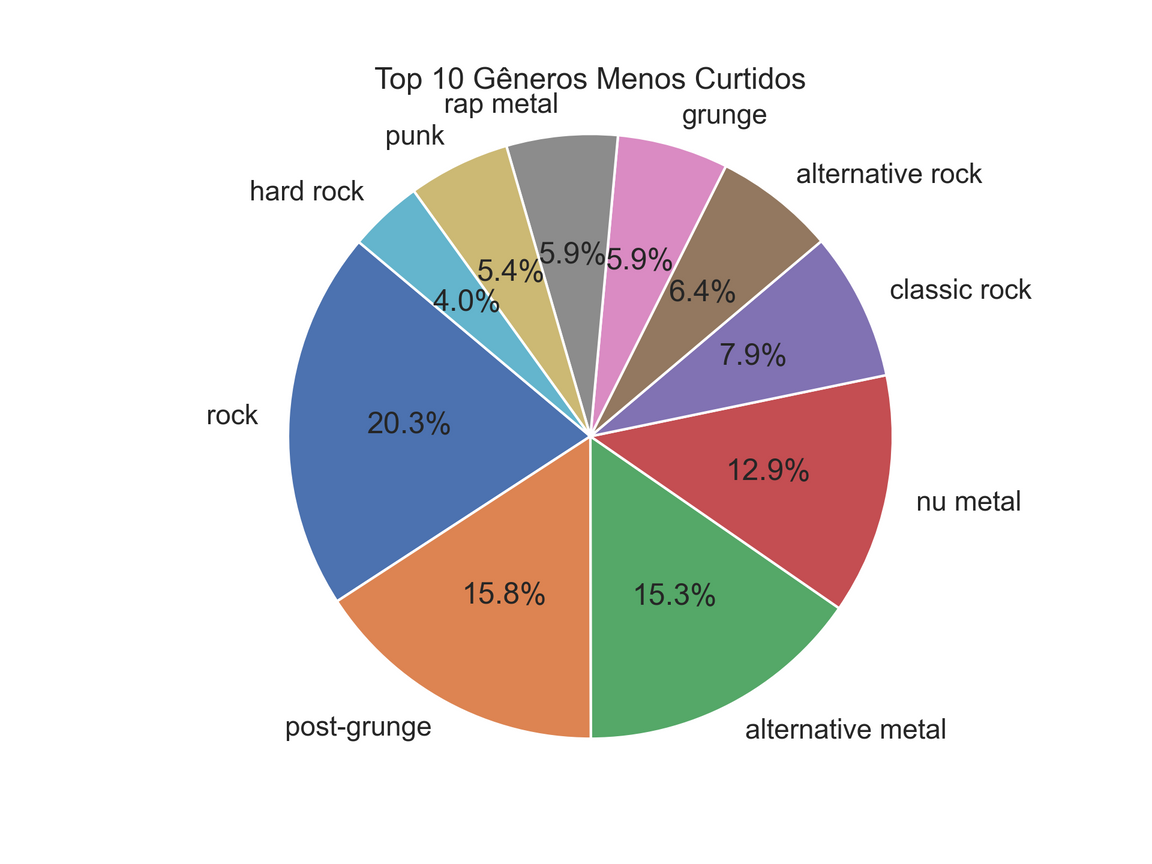 Top 10 Gêneros Menos Curtidos
rap metal
grunge
punk
alternative rock
hard rock
classic rock
5.9%
5.9%
5.4%
6.4%
4.0%
7.9%
rock
20.3%
12.9%
nu metal
15.8%
15.3%
post-grunge
alternative metal